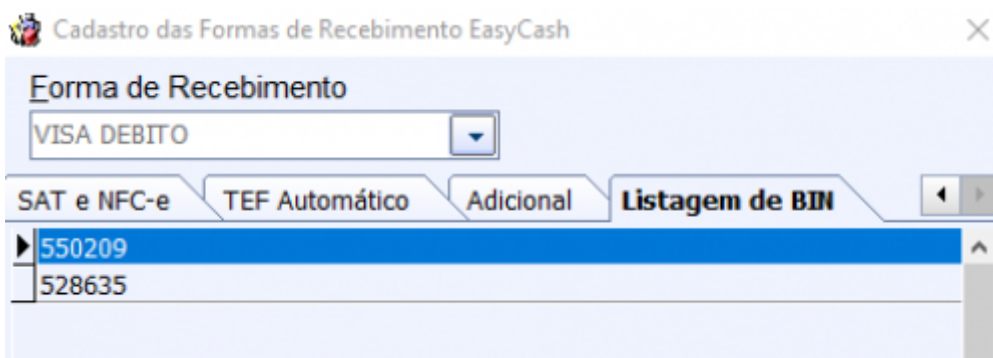 Cadastro das Formas de Recebimento EasyCash
Forma de Recebimento
VISA DEBITO
SAT e NFC-e TEF Automático Adicional Listagem de BIN
550209
528635